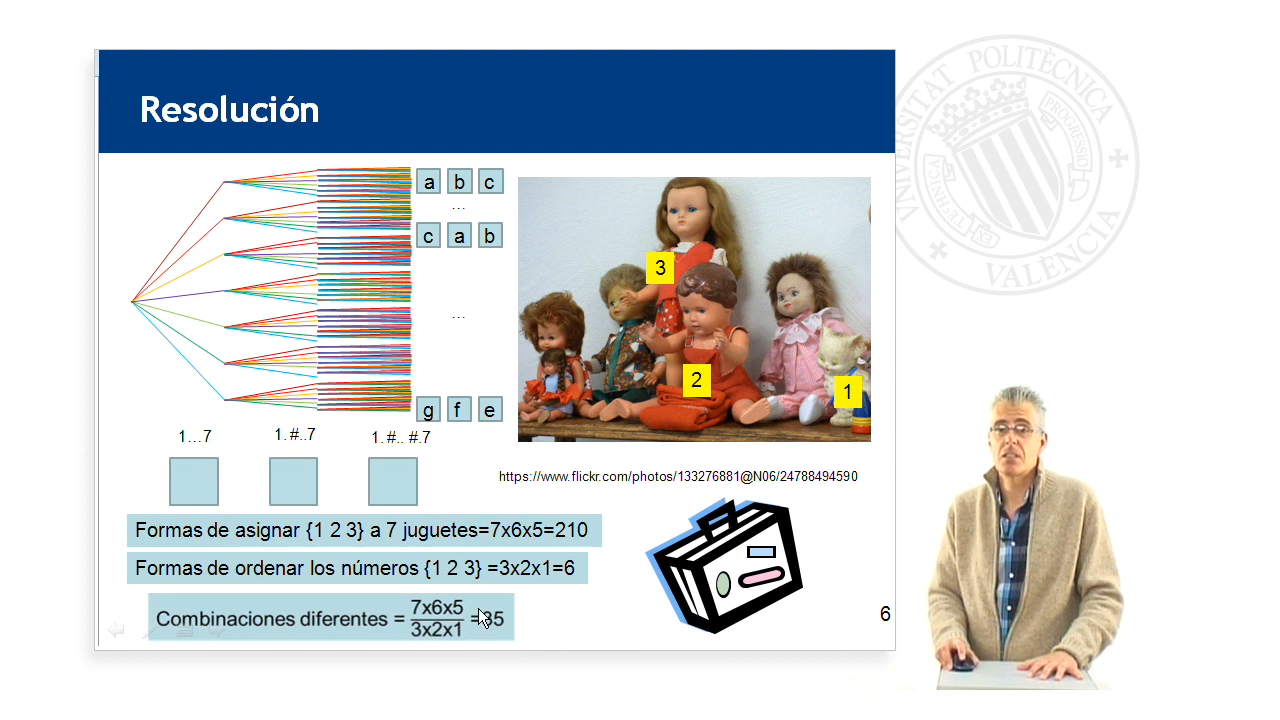 Resolución
a b c
...
c a b
...
g f e
1...7
1. #..7
1. #.. #.7
3
2
1
https://www.flickr.com/photos/133276881@N06/24788494590
Formas de asignar {1 2 3} a 7 juguetes=7x6x5=210
Formas de ordenar los números {1 2 3} =3x2x1=6
Combinaciones diferentes = 7x6x5
3x2x1 =35
6
UNIVERSITAT POLITÈCNICA
VALÈNCIA